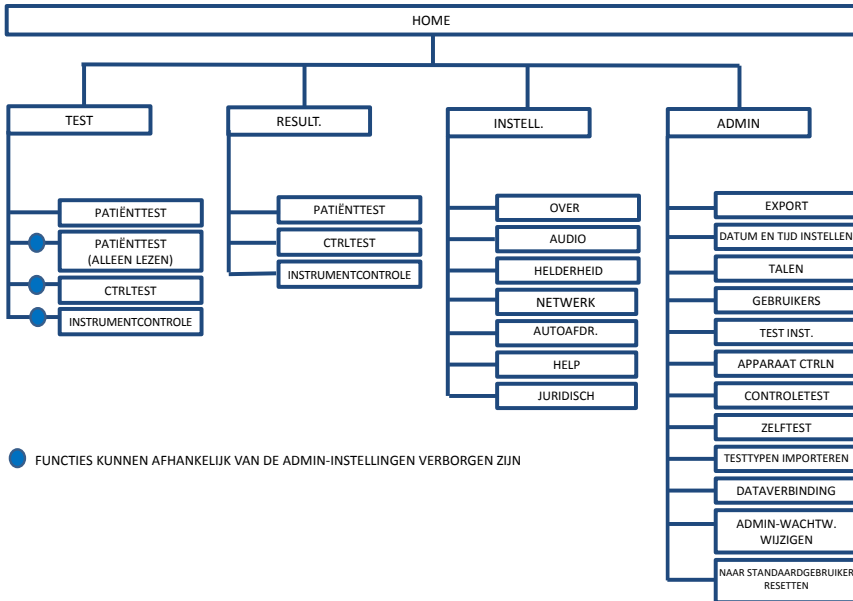 HOME
TEST
RESULT.
INSTELL.
ADMIN
PATIËNTTEST
PATIËNTTEST
(ALLEEN LEZEN)
CTRLTEST
INSTRUMENTCONTROLE
PATIËNTTEST
CTRLTEST
INSTRUMENTCONTROLE
OVER
AUDIO
HELDERHEID
NETWERK
AUTOAFDR.
HELP
JURIDISCH
EXPORT
DATUM EN TIJD INSTELLEN
TALEN
GEBRUIKERS
TEST INST.
APPARAAT CTRLN
CONTROLETEST
ZELFTEST
TESTTYPEN IMPORTEREN
DATAVERBINDING
ADMIN-WACHTW.
WIJZIGEN
NAAR STANDAARDGEBRUIKER
RESETTEN
FUNCTIES KUNNEN AFHANKELIJK VAN DE ADMIN-INSTELLINGEN VERBORGEN ZIJN